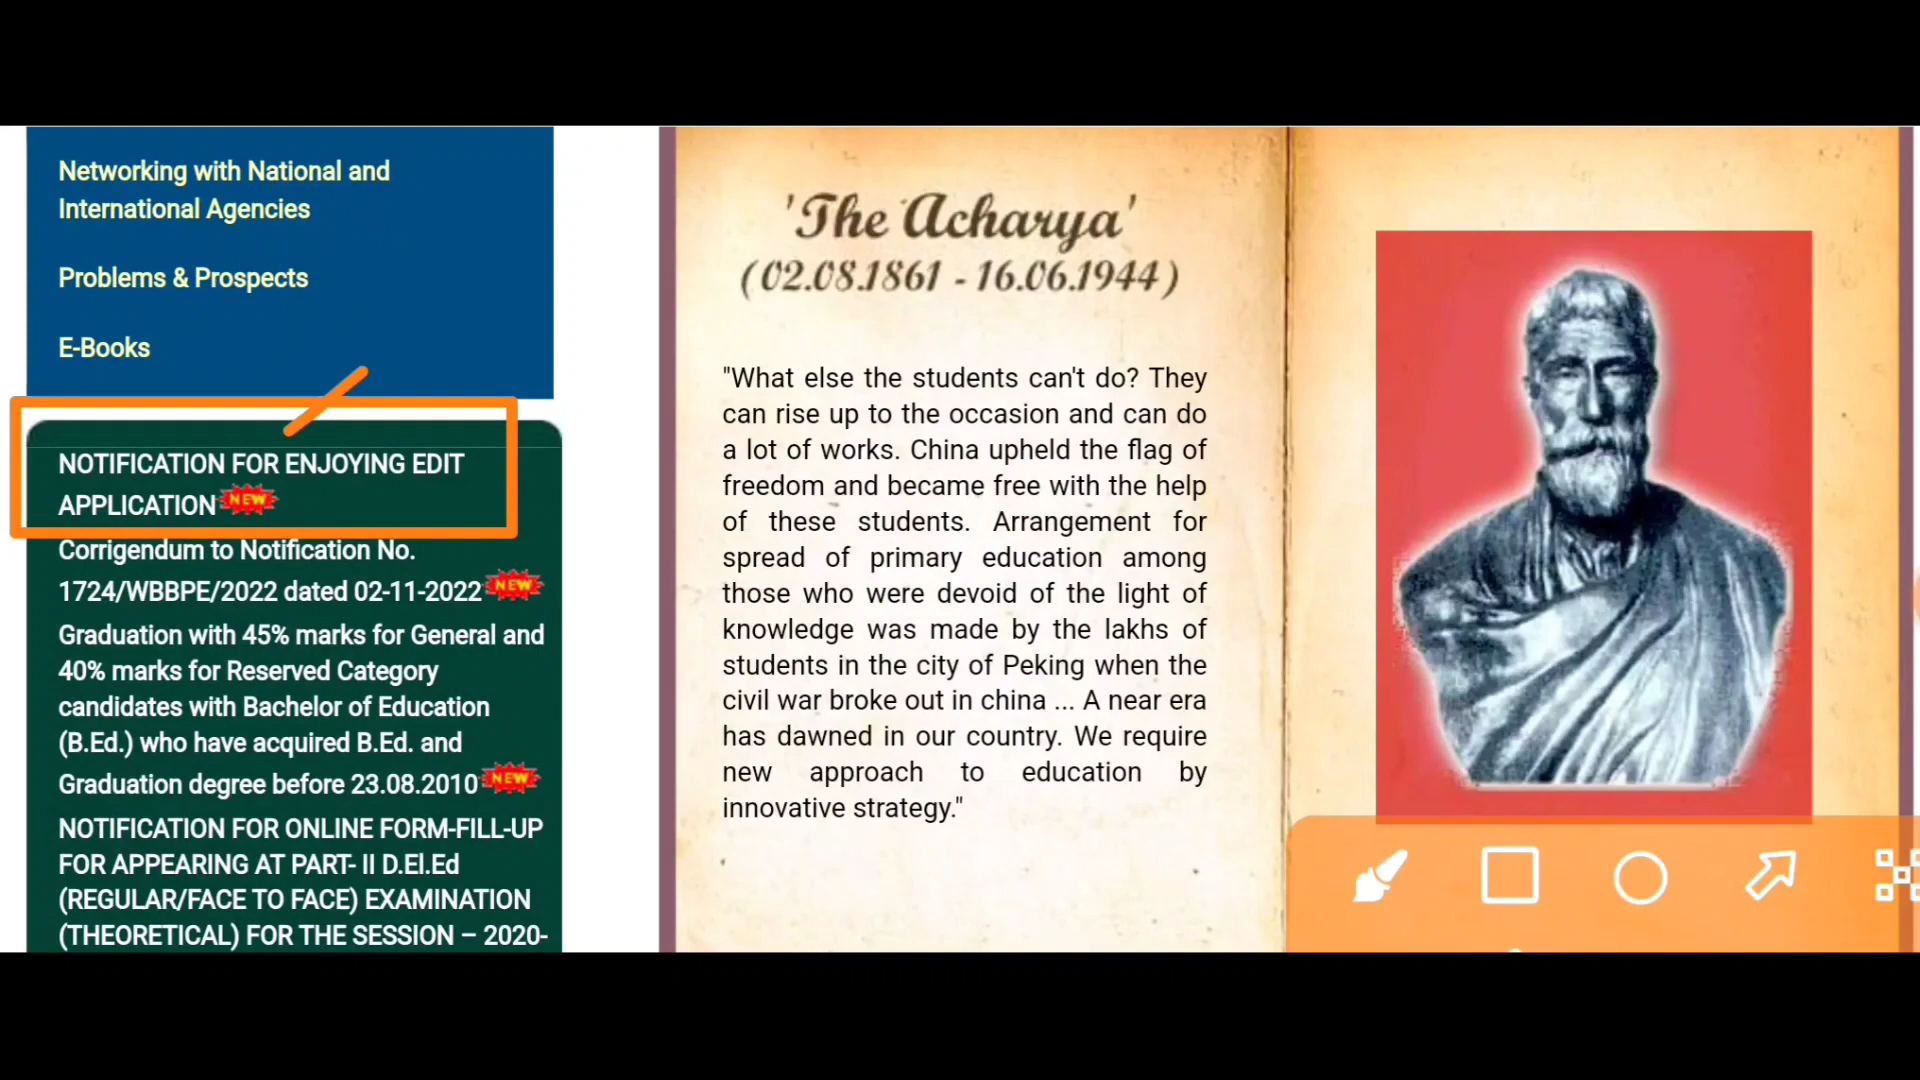 Networking with National and
International Agencies
Problems & Prospects
E-Books
NOTIFICATION FOR ENJOYING EDIT
APPLICATION NEW
Corrigendum to Notification No.
1724/WBBPE/2022 dated 02-11-2022 NEW
Graduation with 45% marks for General and
40% marks for Reserved Category
candidates with Bachelor of Education
(B.Ed.) who have acquired B.Ed. and
Graduation degree before 23.08.2010 NEW
NOTIFICATION FOR ONLINE FORM-FILL-UP
FOR APPEARING AT PART- II D.El.Ed
(REGULAR/FACE TO FACE) EXAMINATION
(THEORETICAL) FOR THE SESSION – 2020-
'The Acharya'
(02.08.1861 - 16.06.1944)
"What else the students can't do? They
can rise up to the occasion and can do
a lot of works. China upheld the flag of
freedom and became free with the help
of these students. Arrangement for
spread of primary education among
those who were devoid of the light of
knowledge was made by the lakhs of
students in the city of Peking when the
civil war broke out in china ... A near era
has dawned in our country. We require
new approach to education by
innovative strategy."